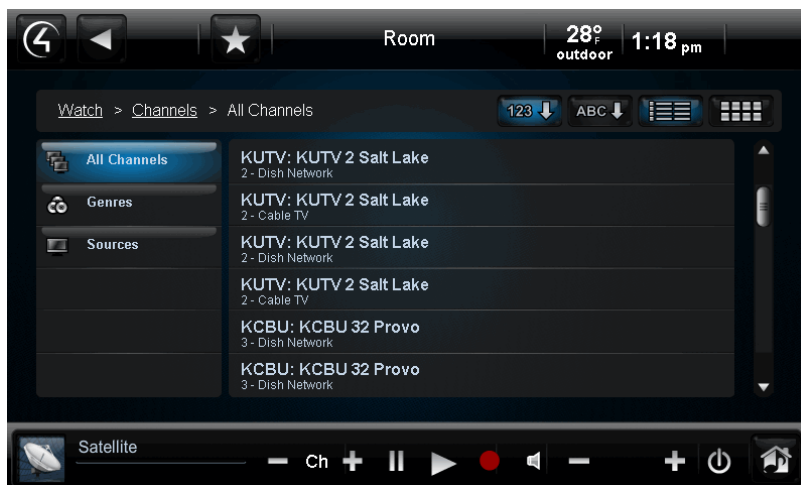 4 Room 28°F outdoor 1:18 pm
Watch > Channels > All Channels 123 ABC
All Channels
Genres
Sources
KUTV: KUTV 2 Salt Lake
2 - Dish Network
KUTV: KUTV 2 Salt Lake
2 - Cable TV
KUTV: KUTV 2 Salt Lake
2 - Dish Network
KUTV: KUTV 2 Salt Lake
2 - Cable TV
KCBU: KCBU 32 Provo
3 - Dish Network
KCBU: KCBU 32 Provo
3 - Dish Network
Satellite
Ch